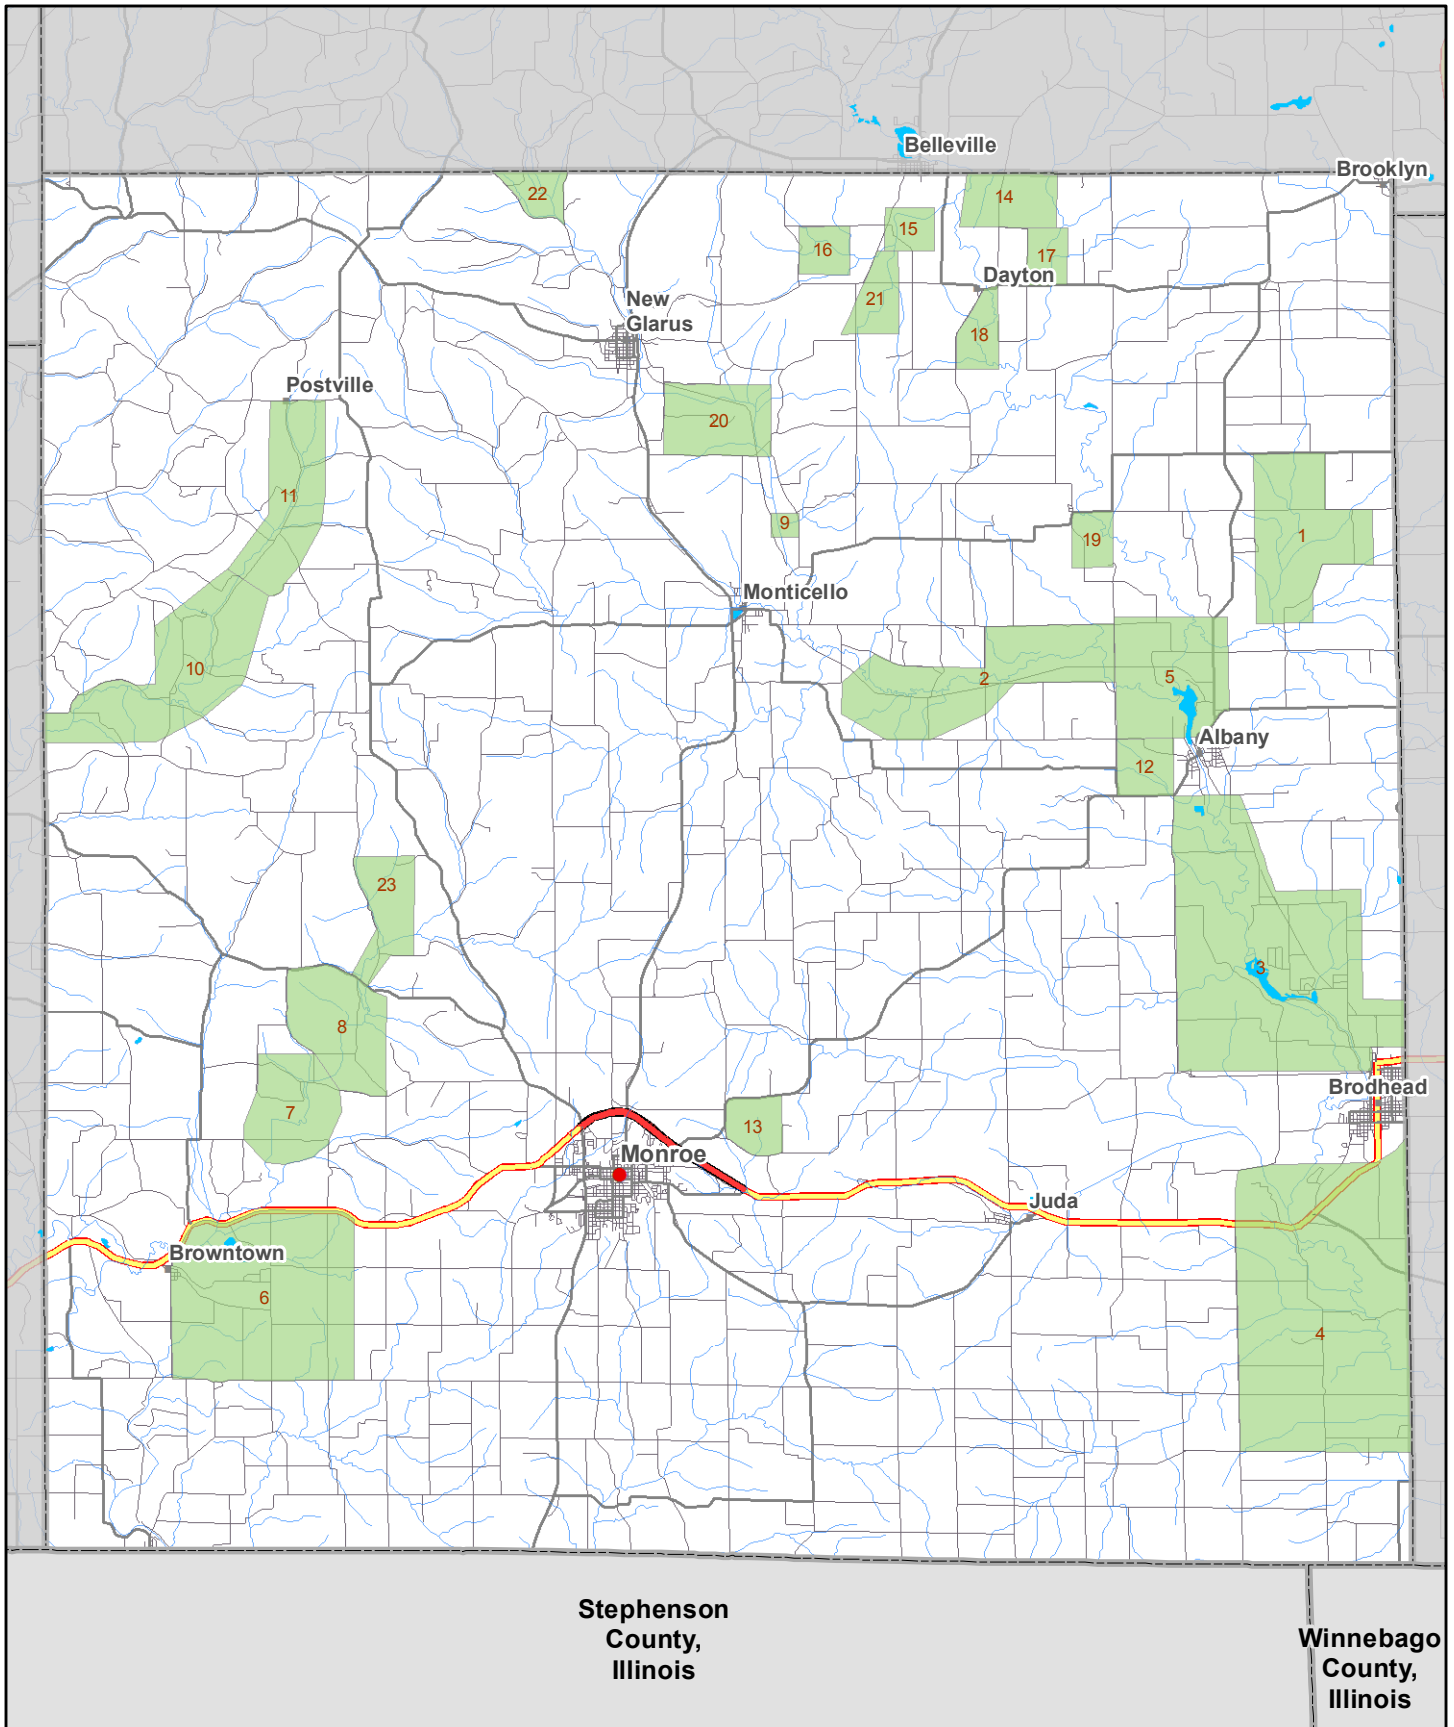 Belleville
Brooklyn
22
14
15
16
17
Dayton
21
New
Glarus
18
Postville
20
11
9
19
1
Monticello
10
2
5
Albany
12
23
3
8
7
Brodhead
13
Monroe
Juda
Browntown
6
4
Stephenson
County,
Illinois
Winnebago
County,
Illinois